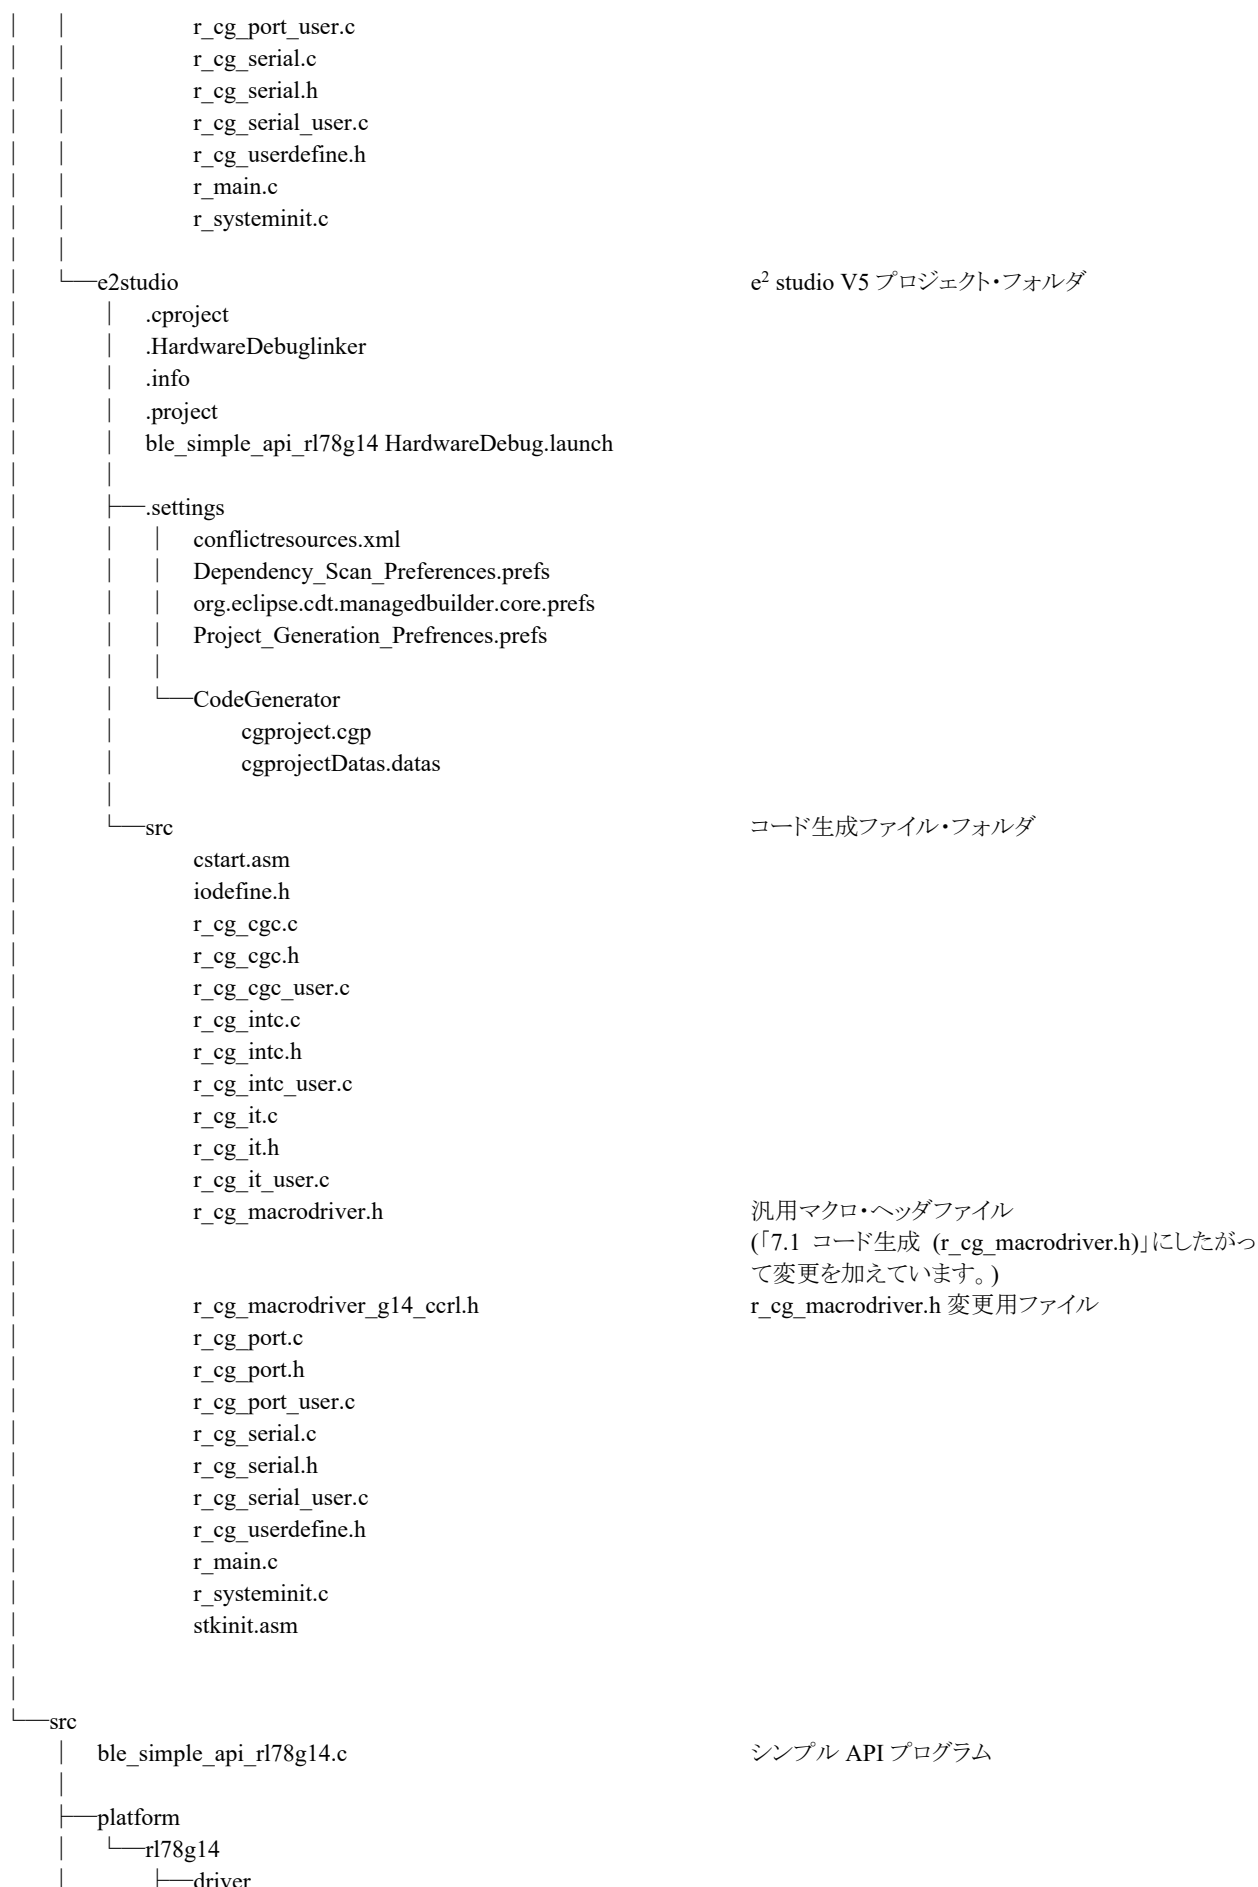 │ │ r_cg_port_user.c
│ │ r_cg_serial.c
│ │ r_cg_serial.h
│ │ r_cg_serial_user.c
│ │ r_cg_userdefine.h
│ │ r_main.c
│ │ r_systeminit.c
│ │
│ └──e2studio e² studio V5 プロジェクト・フォルダ
│ │ .cproject
│ │ .HardwareDebuglinker
│ │ .info
│ │ .project
│ │ ble_simple_api_rl78g14 HardwareDebug.launch
│ │
│ ├──.settings
│ │ │ conflictresources.xml
│ │ │ Dependency_Scan_Preferences.prefs
│ │ │ org.eclipse.cdt.managedbuilder.core.prefs
│ │ │ Project_Generation_Prefrences.prefs
│ │ │
│ │ └──CodeGenerator
│ │ cgproject.cgp
│ │ cgprojectDatas.datas
│ │
│ └──src コード生成ファイル・フォルダ
│ cstart.asm
│ iodefine.h
│ r_cg_cgc.c
│ r_cg_cgc.h
│ r_cg_cgc_user.c
│ r_cg_intc.c
│ r_cg_intc.h
│ r_cg_intc_user.c
│ r_cg_it.c
│ r_cg_it.h
│ r_cg_it_user.c
│ r_cg_macrodriver.h 汎用マクロ・ヘッダファイル
│ (「7.1 コード生成 (r_cg_macrodriver.h)」にしたがっ
│ て変更を加えています。)
│ r_cg_macrodriver_g14_ccrl.h r_cg_macrodriver.h 変更用ファイル
│ r_cg_port.c
│ r_cg_port.h
│ r_cg_port_user.c
│ r_cg_serial.c
│ r_cg_serial.h
│ r_cg_serial_user.c
│ r_cg_userdefine.h
│ r_main.c
│ r_systeminit.c
│ stkinit.asm
│
│
└──src
│ ble_simple_api_rl78g14.c シンプル API プログラム
│
├──platform
│ └──rl78g14
│ ├──driver